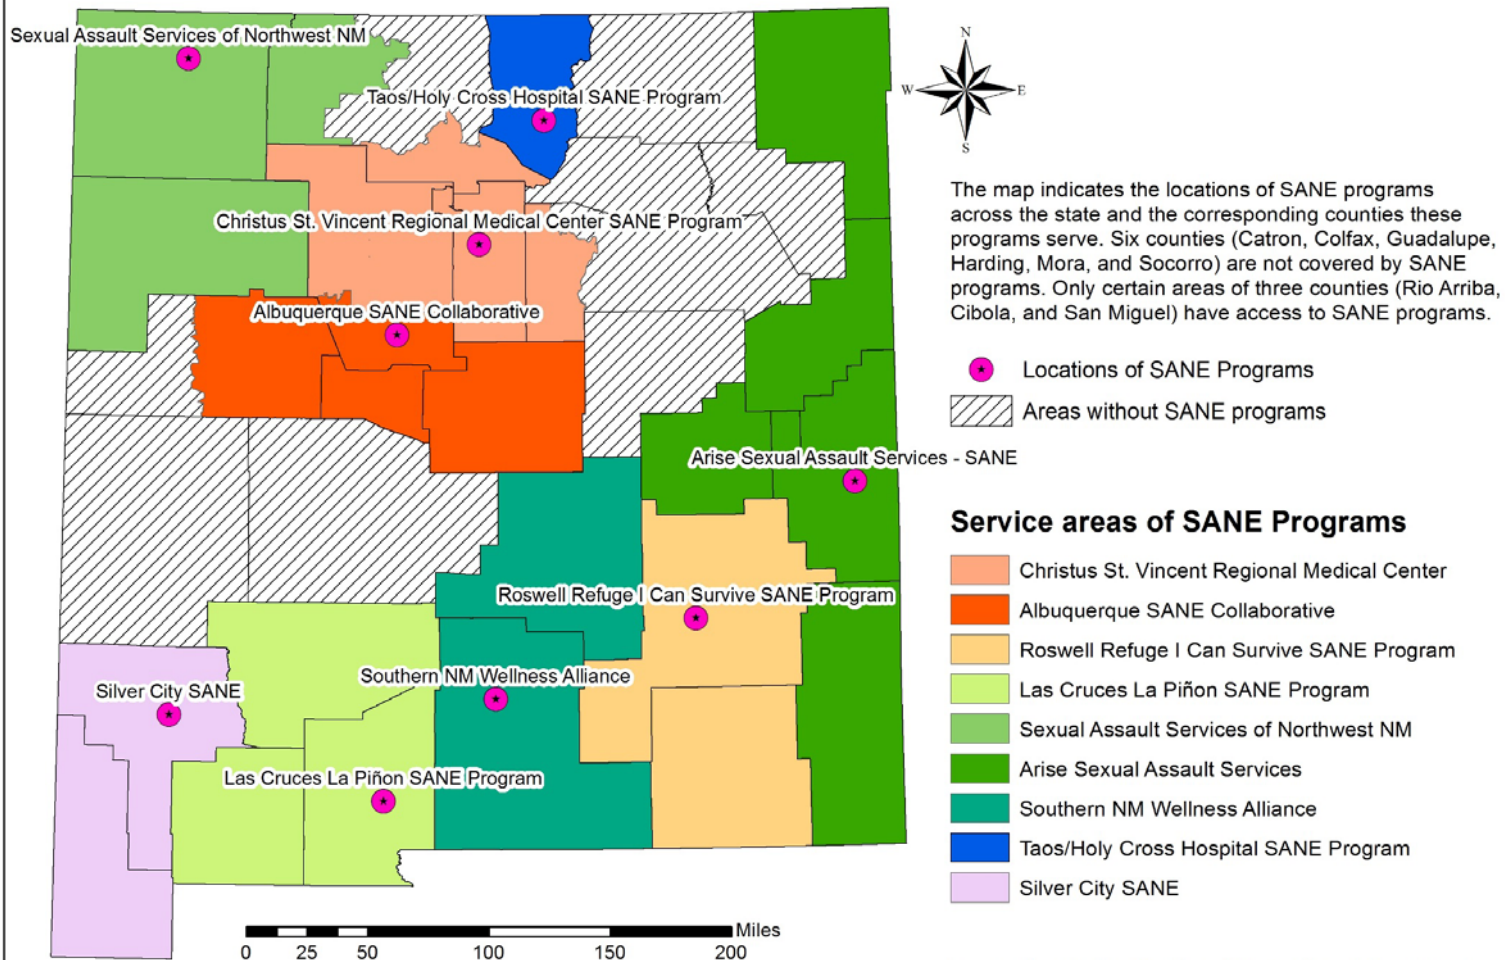 Sexual Assault Services of Northwest NM
Taos/Holy Cross Hospital SANE Program
Christus St. Vincent Regional Medical Center SANE Program
Albuquerque SANE Collaborative
Arise Sexual Assault Services - SANE
Roswell Refuge I Can Survive SANE Program
Southern NM Wellness Alliance
Silver City SANE
Las Cruces La Piñon SANE Program
0 25 50 100 150 200
Miles
N
W E
S
The map indicates the locations of SANE programs
across the state and the corresponding counties these
programs serve. Six counties (Catron, Colfax, Guadalupe,
Harding, Mora, and Socorro) are not covered by SANE
programs. Only certain areas of three counties (Rio Arriba,
Cibola, and San Miguel) have access to SANE programs.
Locations of SANE Programs
Areas without SANE programs
Service areas of SANE Programs
Christus St. Vincent Regional Medical Center
Albuquerque SANE Collaborative
Roswell Refuge I Can Survive SANE Program
Las Cruces La Piñon SANE Program
Sexual Assault Services of Northwest NM
Arise Sexual Assault Services
Southern NM Wellness Alliance
Taos/Holy Cross Hospital SANE Program
Silver City SANE